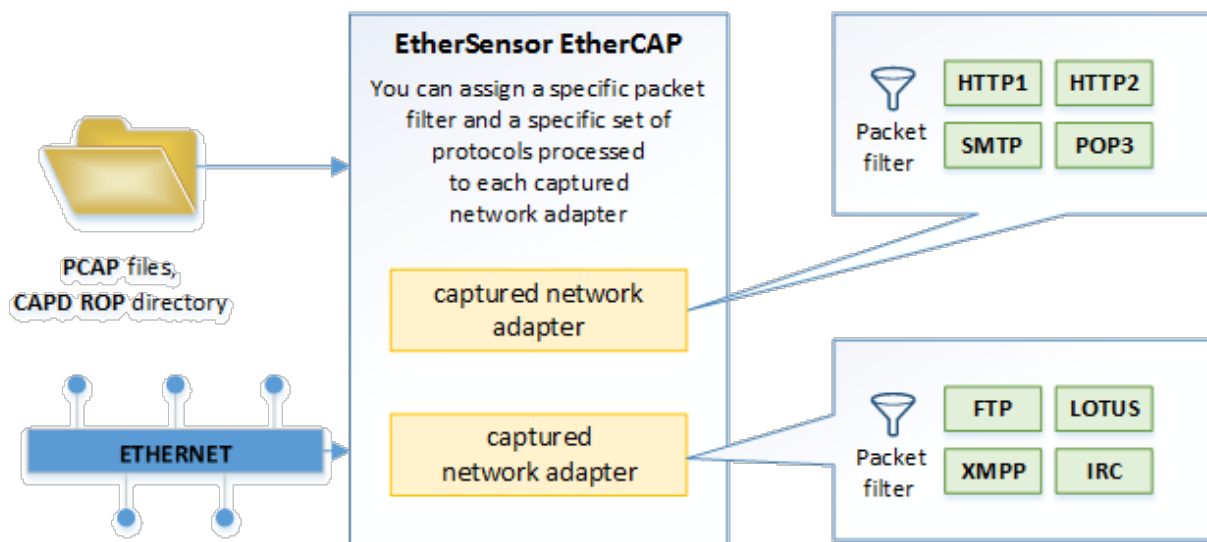 EtherSensor EtherCAP
You can assign a specific packet
filter and a specific set of
protocols processed
to each captured
network adapter
PCAP files,
CAPD ROP directory
captured network
adapter
ETHERNET
captured
network adapter
Packet
filter
HTTP1
HTTP2
SMTP
POP3
Packet
filter
FTP
LOTUS
XMPP
IRC